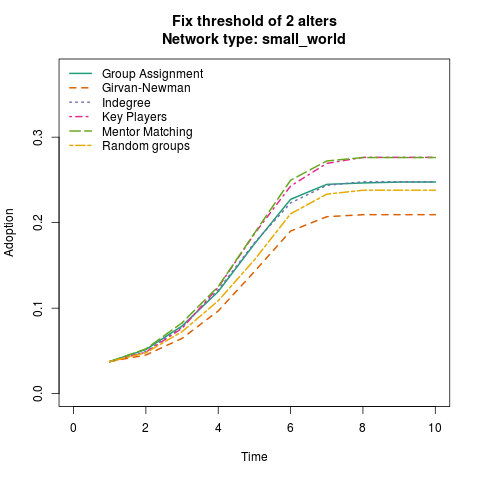 Fix threshold of 2 alters
Network type: small_world
Group Assignment
Girvan-Newman
Indegree
Key Players
Mentor Matching
Random groups
Adoption
0.3
0.2
0.1
0.0
0 2 4 6 8 10
Time